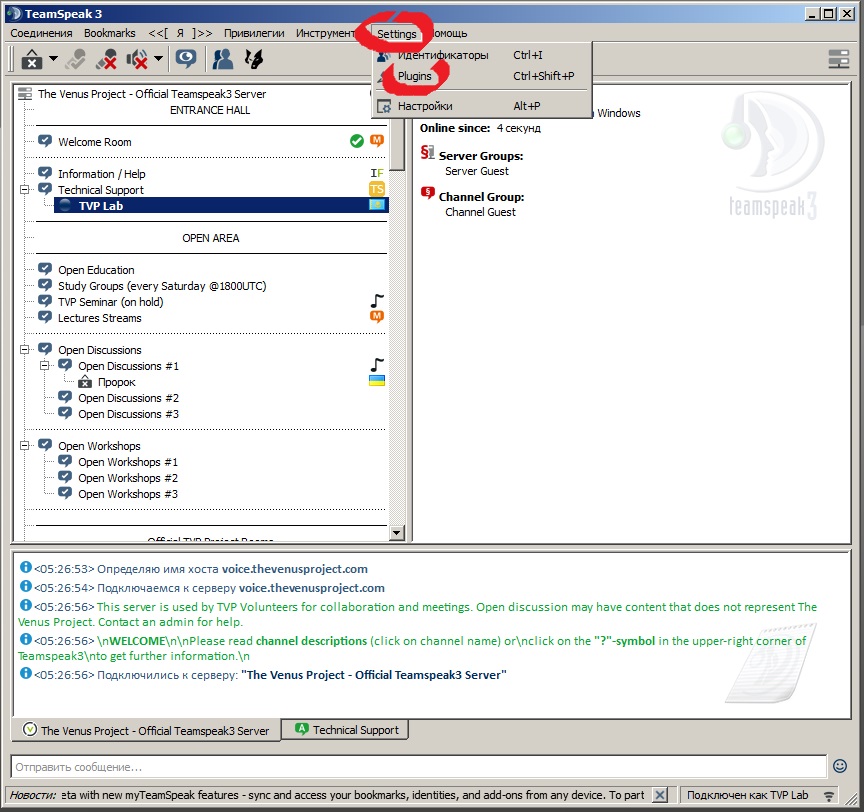 TeamSpeak 3
Соединения Bookmarks <<[ Я ]>> Привилегии Инструмент Settings омощь
Идентификаторы Ctrl+I
Plugins Ctrl+Shift+P
Настройки Alt+P
The Venus Project - Official Teamspeak3 Server
ENTRANCE HALL
Welcome Room
Information / Help
IF
Technical Support
TS
TVP Lab
OPEN AREA
Open Education
Study Groups (every Saturday @1800UTC)
TVP Seminar (on hold)
Lectures Streams
Open Discussions
Open Discussions #1
Пророк
Open Discussions #2
Open Discussions #3
Open Workshops
Open Workshops #1
Open Workshops #2
Open Workshops #3
Official TVP Project Rooms
Windows
Online since: 4 секунд
Server Groups:
Server Guest
Channel Group:
Channel Guest
teamspeak3
<05:26:53> Определяю имя хоста voice.thevenusproject.com
<05:26:54> Подключаемся к серверу voice.thevenusproject.com
<05:26:56> This server is used by TVP Volunteers for collaboration and meetings. Open discussion may have content that does not represent The
Venus Project. Contact an admin for help.
<05:26:56> \nWELCOME\n\nPlease read channel descriptions (click on channel name) or\nclick on the "?"-symbol in the upper-right corner of
Teamspeak3\nto get further information.\n
<05:26:56> Подключились к серверу: "The Venus Project - Official Teamspeak3 Server"
The Venus Project - Official Teamspeak3 Server
Technical Support
Отправить сообщение...
Новости: eta with new myTeamSpeak features - sync and access your bookmarks, identities, and add-ons from any device. To part
Подключен как TVP Lab